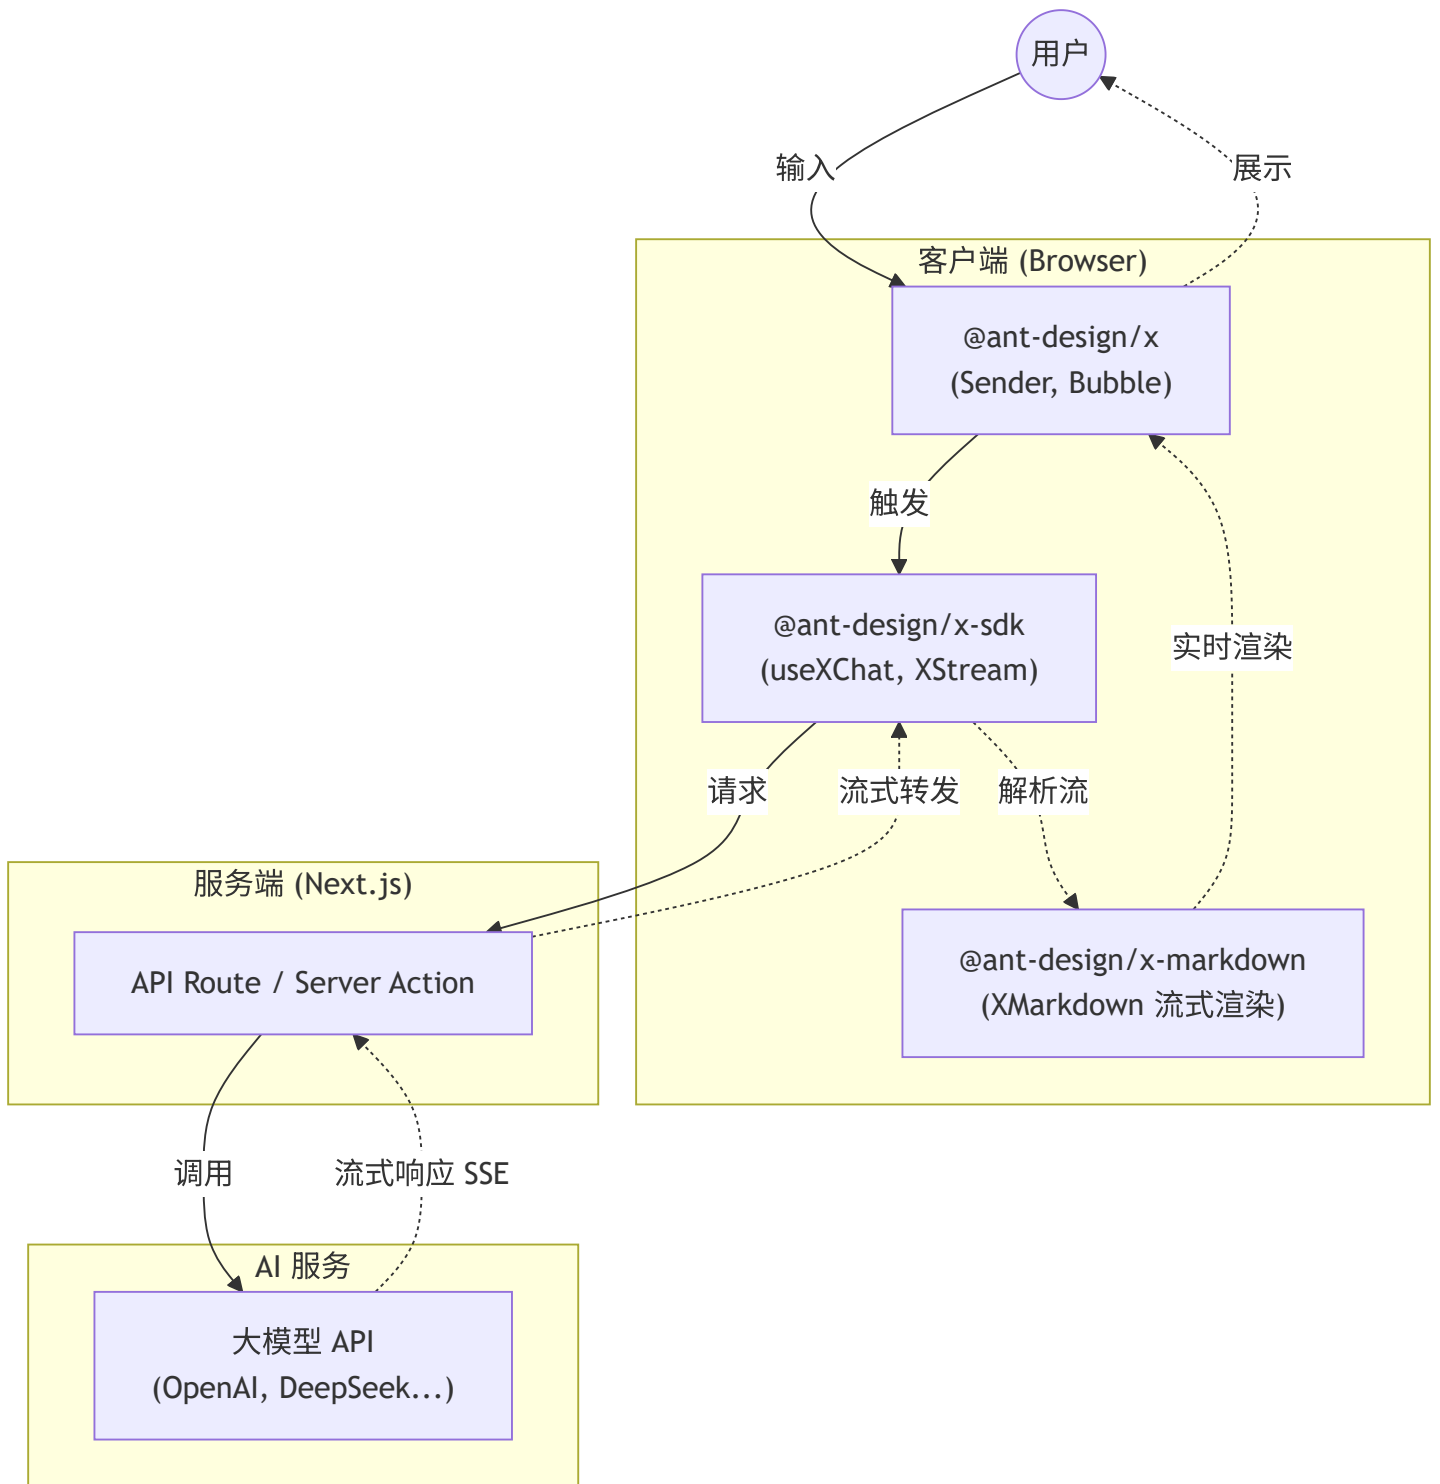 用户
输入
展示
客户端 (Browser)
@ant-design/x
(Sender, Bubble)
触发
@ant-design/x-sdk
(useXChat, XStream)
实时渲染
请求
流式转发
解析流
服务端 (Next.js)
API Route / Server Action
@ant-design/x-markdown
(XMarkdown 流式渲染)
调用
流式响应 SSE
AI 服务
大模型 API
(OpenAI, DeepSeek...)